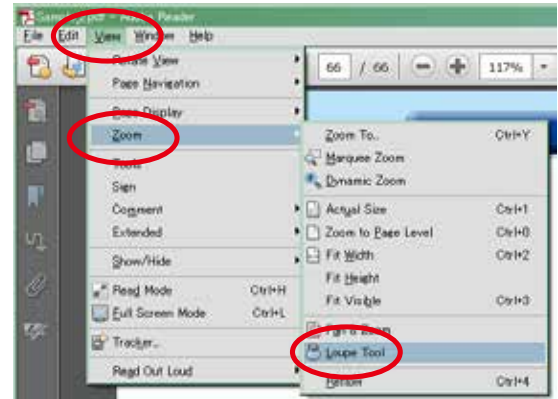 File Edit View Window Help
66 / 66 117%
Rotate View
Page Navigation
Page Display
Zoom
Tools
Sign
Comment
Extended
Show/Hide
Read Mode Ctrl+H
Full Screen Mode Ctrl+L
Tracker...
Read Out Loud
Zoom To... Ctrl+Y
Marquee Zoom
Dynamic Zoom
Actual Size Ctrl+1
Zoom to Page Level Ctrl+0
Fit Width Ctrl+2
Fit Height
Fit Visible Ctrl+3
Pan & Zoom
Loupe Tool
Reflow Ctrl+4